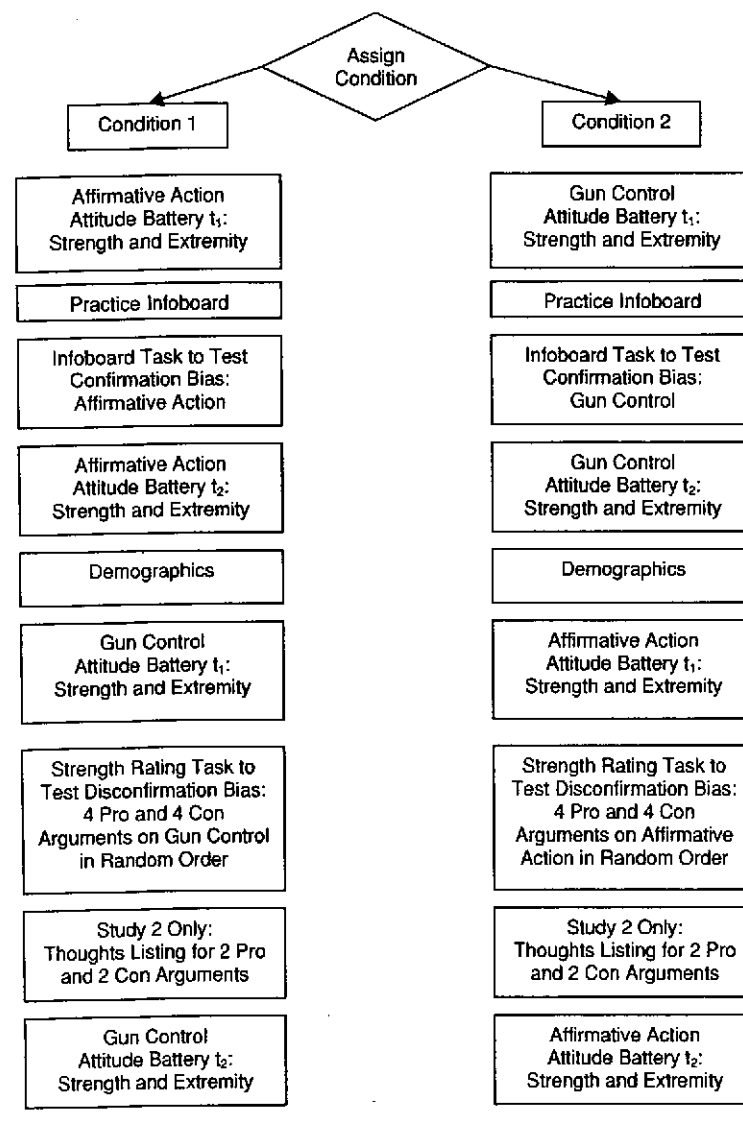 Assign
Condition
Condition 1
Affirmative Action
Attitude Battery t₁:
Strength and Extremity
Practice Infoboard
Infoboard Task to Test
Confirmation Bias:
Affirmative Action
Affirmative Action
Attitude Battery t₂:
Strength and Extremity
Demographics
Gun Control
Attitude Battery t₁:
Strength and Extremity
Strength Rating Task to
Test Disconfirmation Bias:
4 Pro and 4 Con
Arguments on Gun Control
in Random Order
Study 2 Only:
Thoughts Listing for 2 Pro
and 2 Con Arguments
Gun Control
Attitude Battery t₂:
Strength and Extremity
Condition 2
Gun Control
Attitude Battery t₁:
Strength and Extremity
Practice Infoboard
Infoboard Task to Test
Confirmation Bias:
Gun Control
Gun Control
Attitude Battery t₂:
Strength and Extremity
Demographics
Affirmative Action
Attitude Battery t₁:
Strength and Extremity
Strength Rating Task to
Test Disconfirmation Bias:
4 Pro and 4 Con
Arguments on Affirmative
Action in Random Order
Study 2 Only:
Thoughts Listing for 2 Pro
and 2 Con Arguments
Affirmative Action
Attitude Battery t₂:
Strength and Extremity